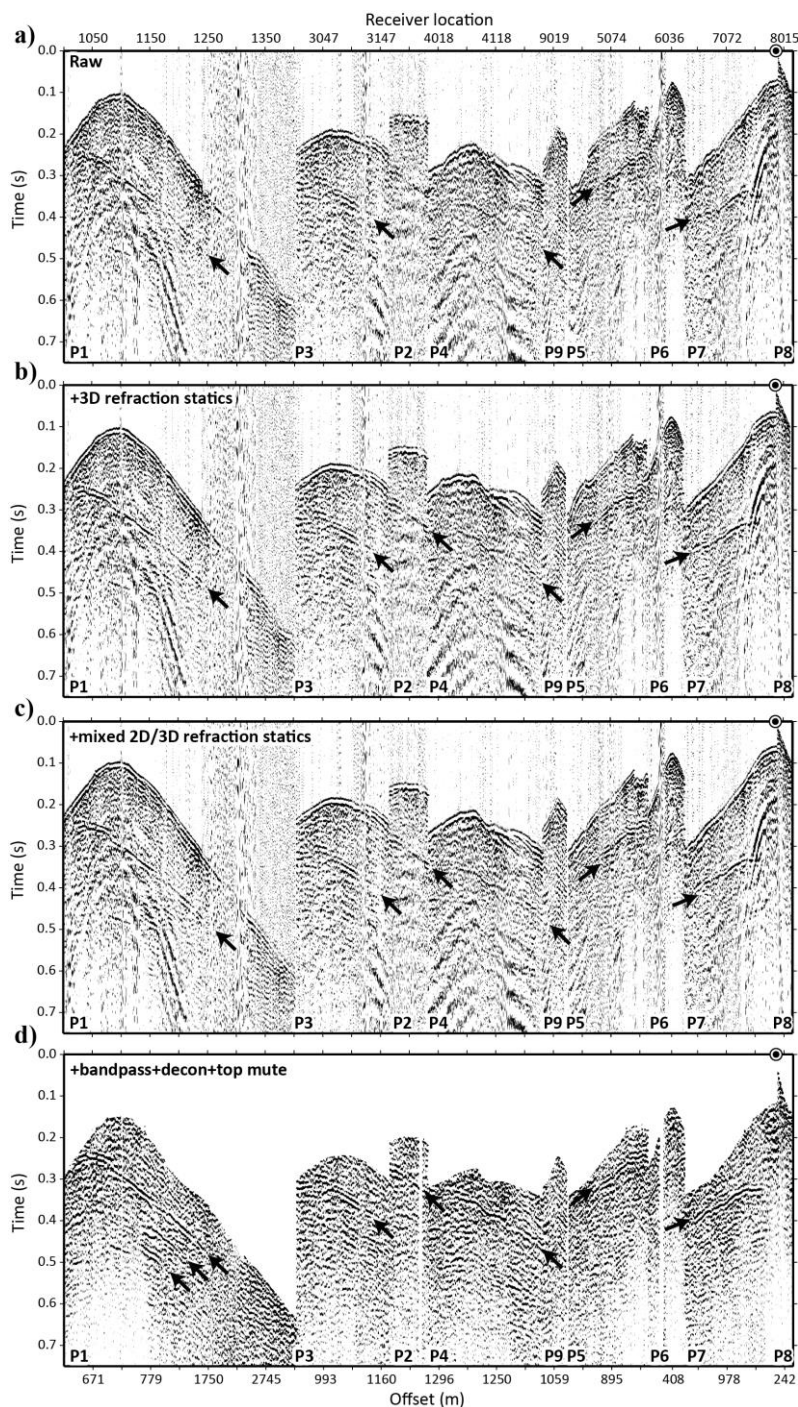 Receiver location
1050 1150 1250 1350 3047 3147 4018 4118 9019 5074 6036 7072 8015
a)
Raw
0.0
0.1
0.2
0.3
0.4
0.5
0.6
0.7
Time (s)
P1 P3 P2 P4 P9 P5 P6 P7 P8
b)
+3D refraction statics
0.0
0.1
0.2
0.3
0.4
0.5
0.6
0.7
Time (s)
P1 P3 P2 P4 P9 P5 P6 P7 P8
c)
+mixed 2D/3D refraction statics
0.0
0.1
0.2
0.3
0.4
0.5
0.6
0.7
Time (s)
P1 P3 P2 P4 P9 P5 P6 P7 P8
d)
+bandpass+decon+top mute
0.0
0.1
0.2
0.3
0.4
0.5
0.6
0.7
Time (s)
P1 P3 P2 P4 P9 P5 P6 P7 P8
671 779 1750 2745 993 1160 1296 1250 1059 895 408 978 242
Offset (m)